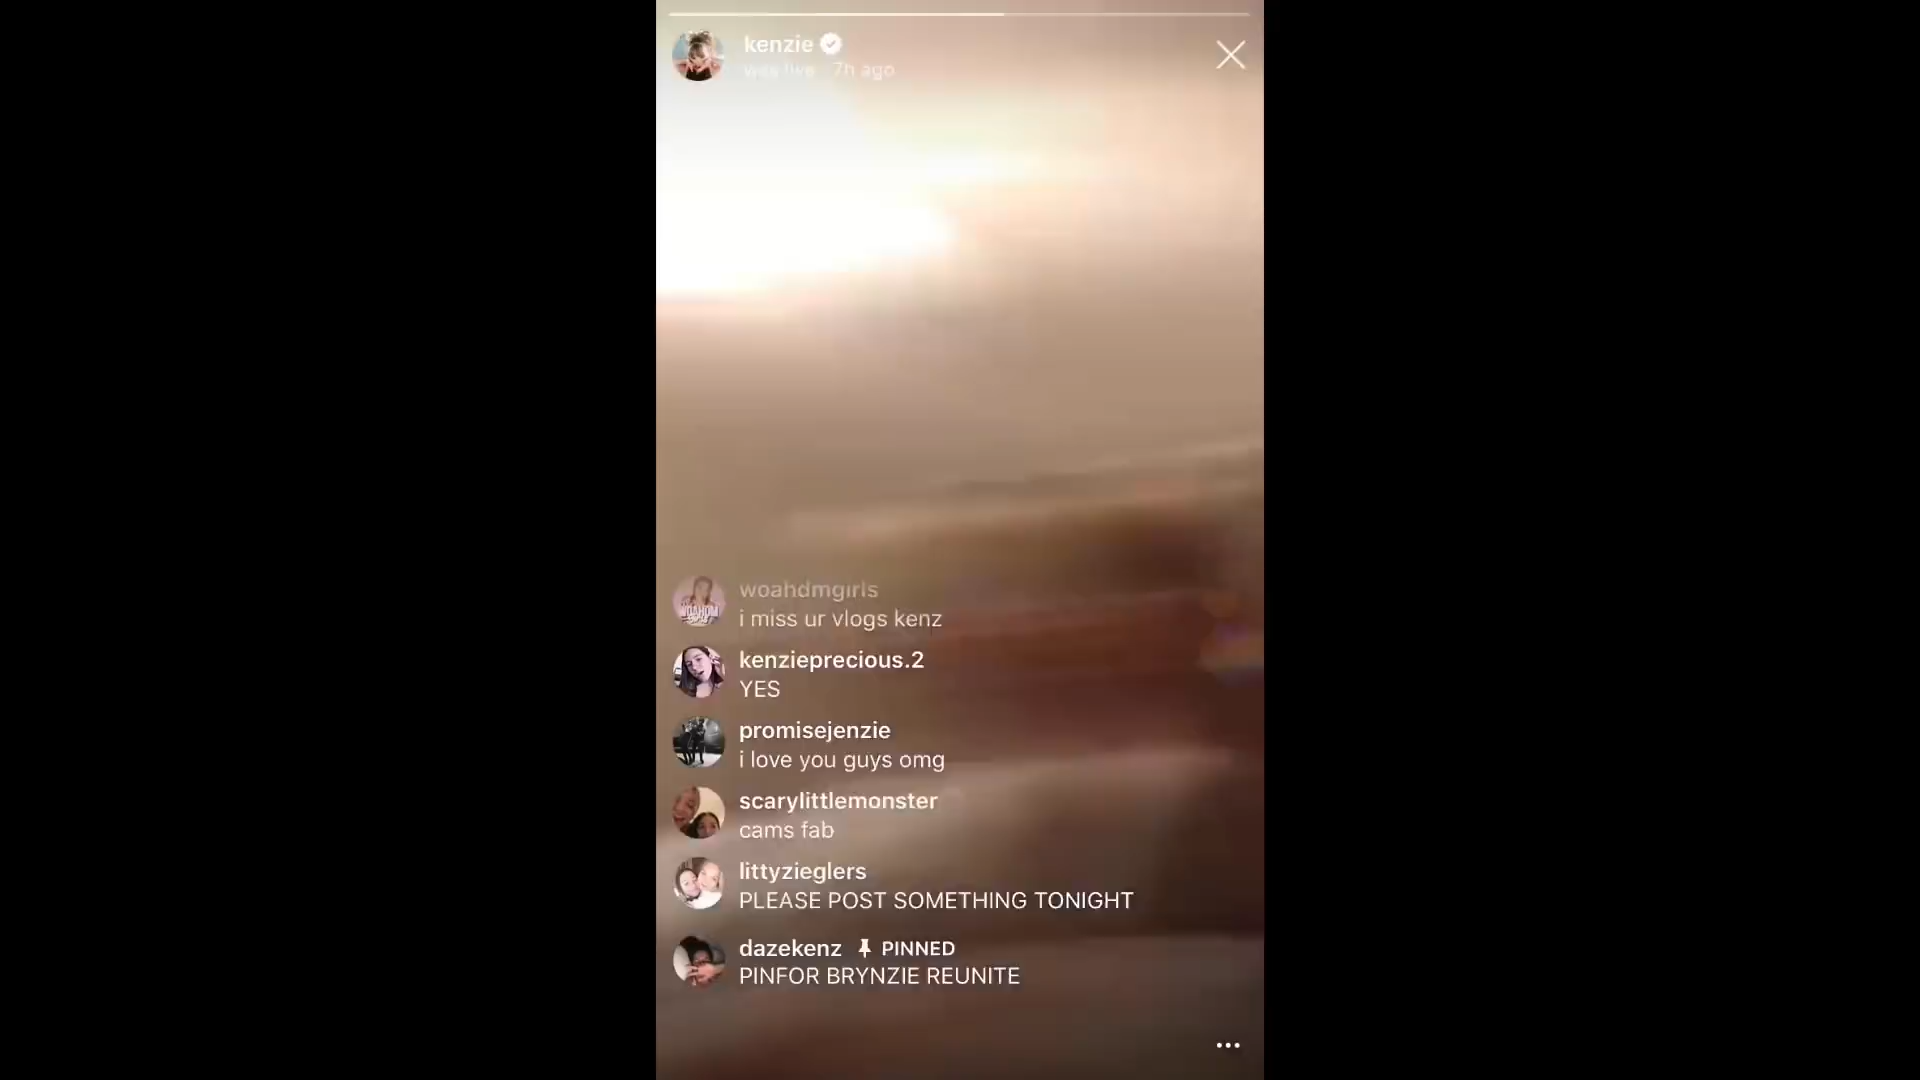 kenzie
was live · 7h ago
woahdmgirls
i miss ur vlogs kenz
kenzieprecious.2
YES
promisejenzie
i love you guys omg
scarylittlemonster
cams fab
littyzieglers
PLEASE POST SOMETHING TONIGHT
dazekenz PINNED
PINFOR BRYNZIE REUNITE